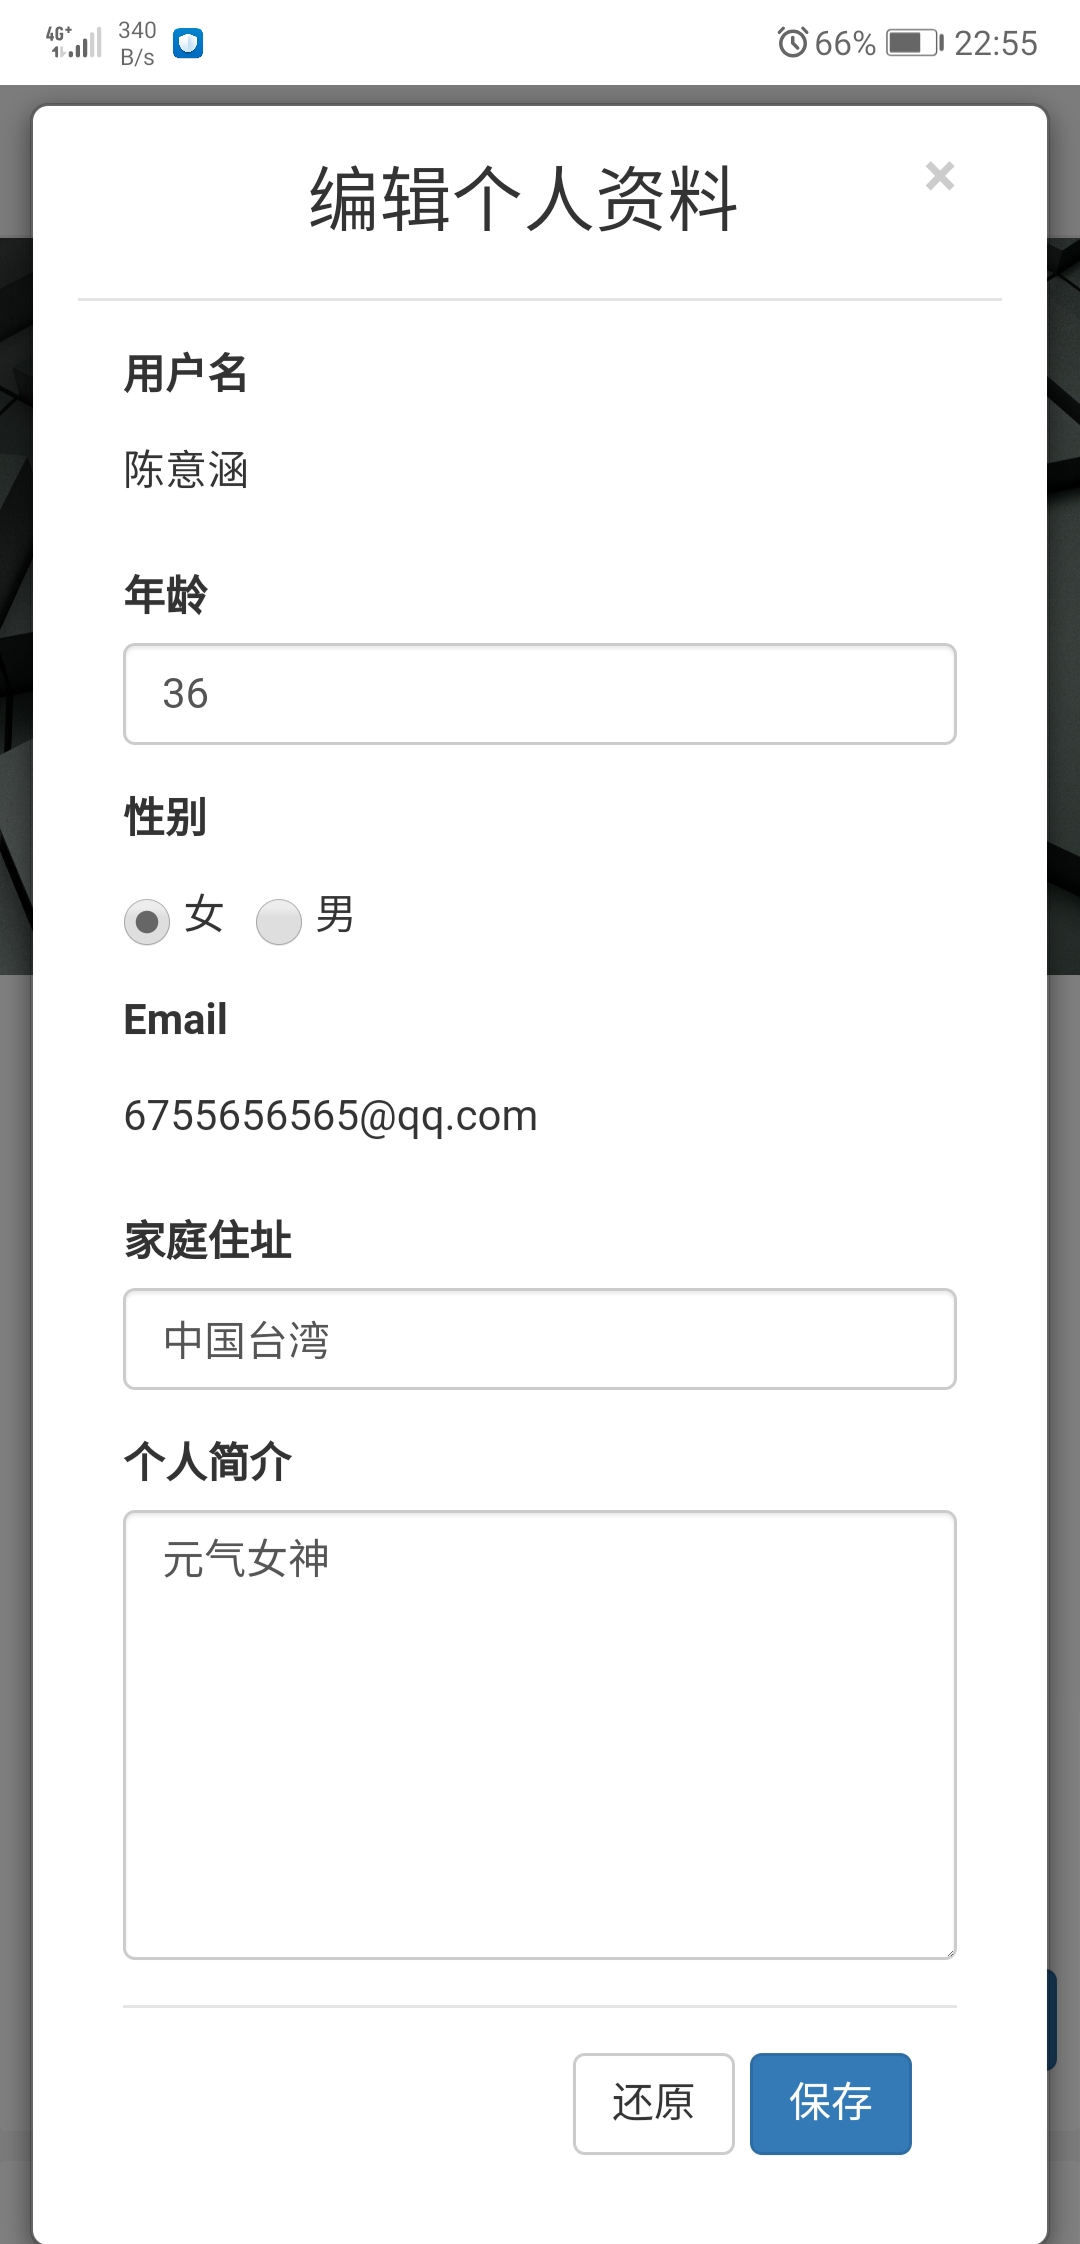 4G+
340
B/s
66%
22:55
编辑个人资料
×
用户名
陈意涵
年龄
36
性别
女 男
Email
6755656565@qq.com
家庭住址
中国台湾
个人简介
元气女神
还原 保存